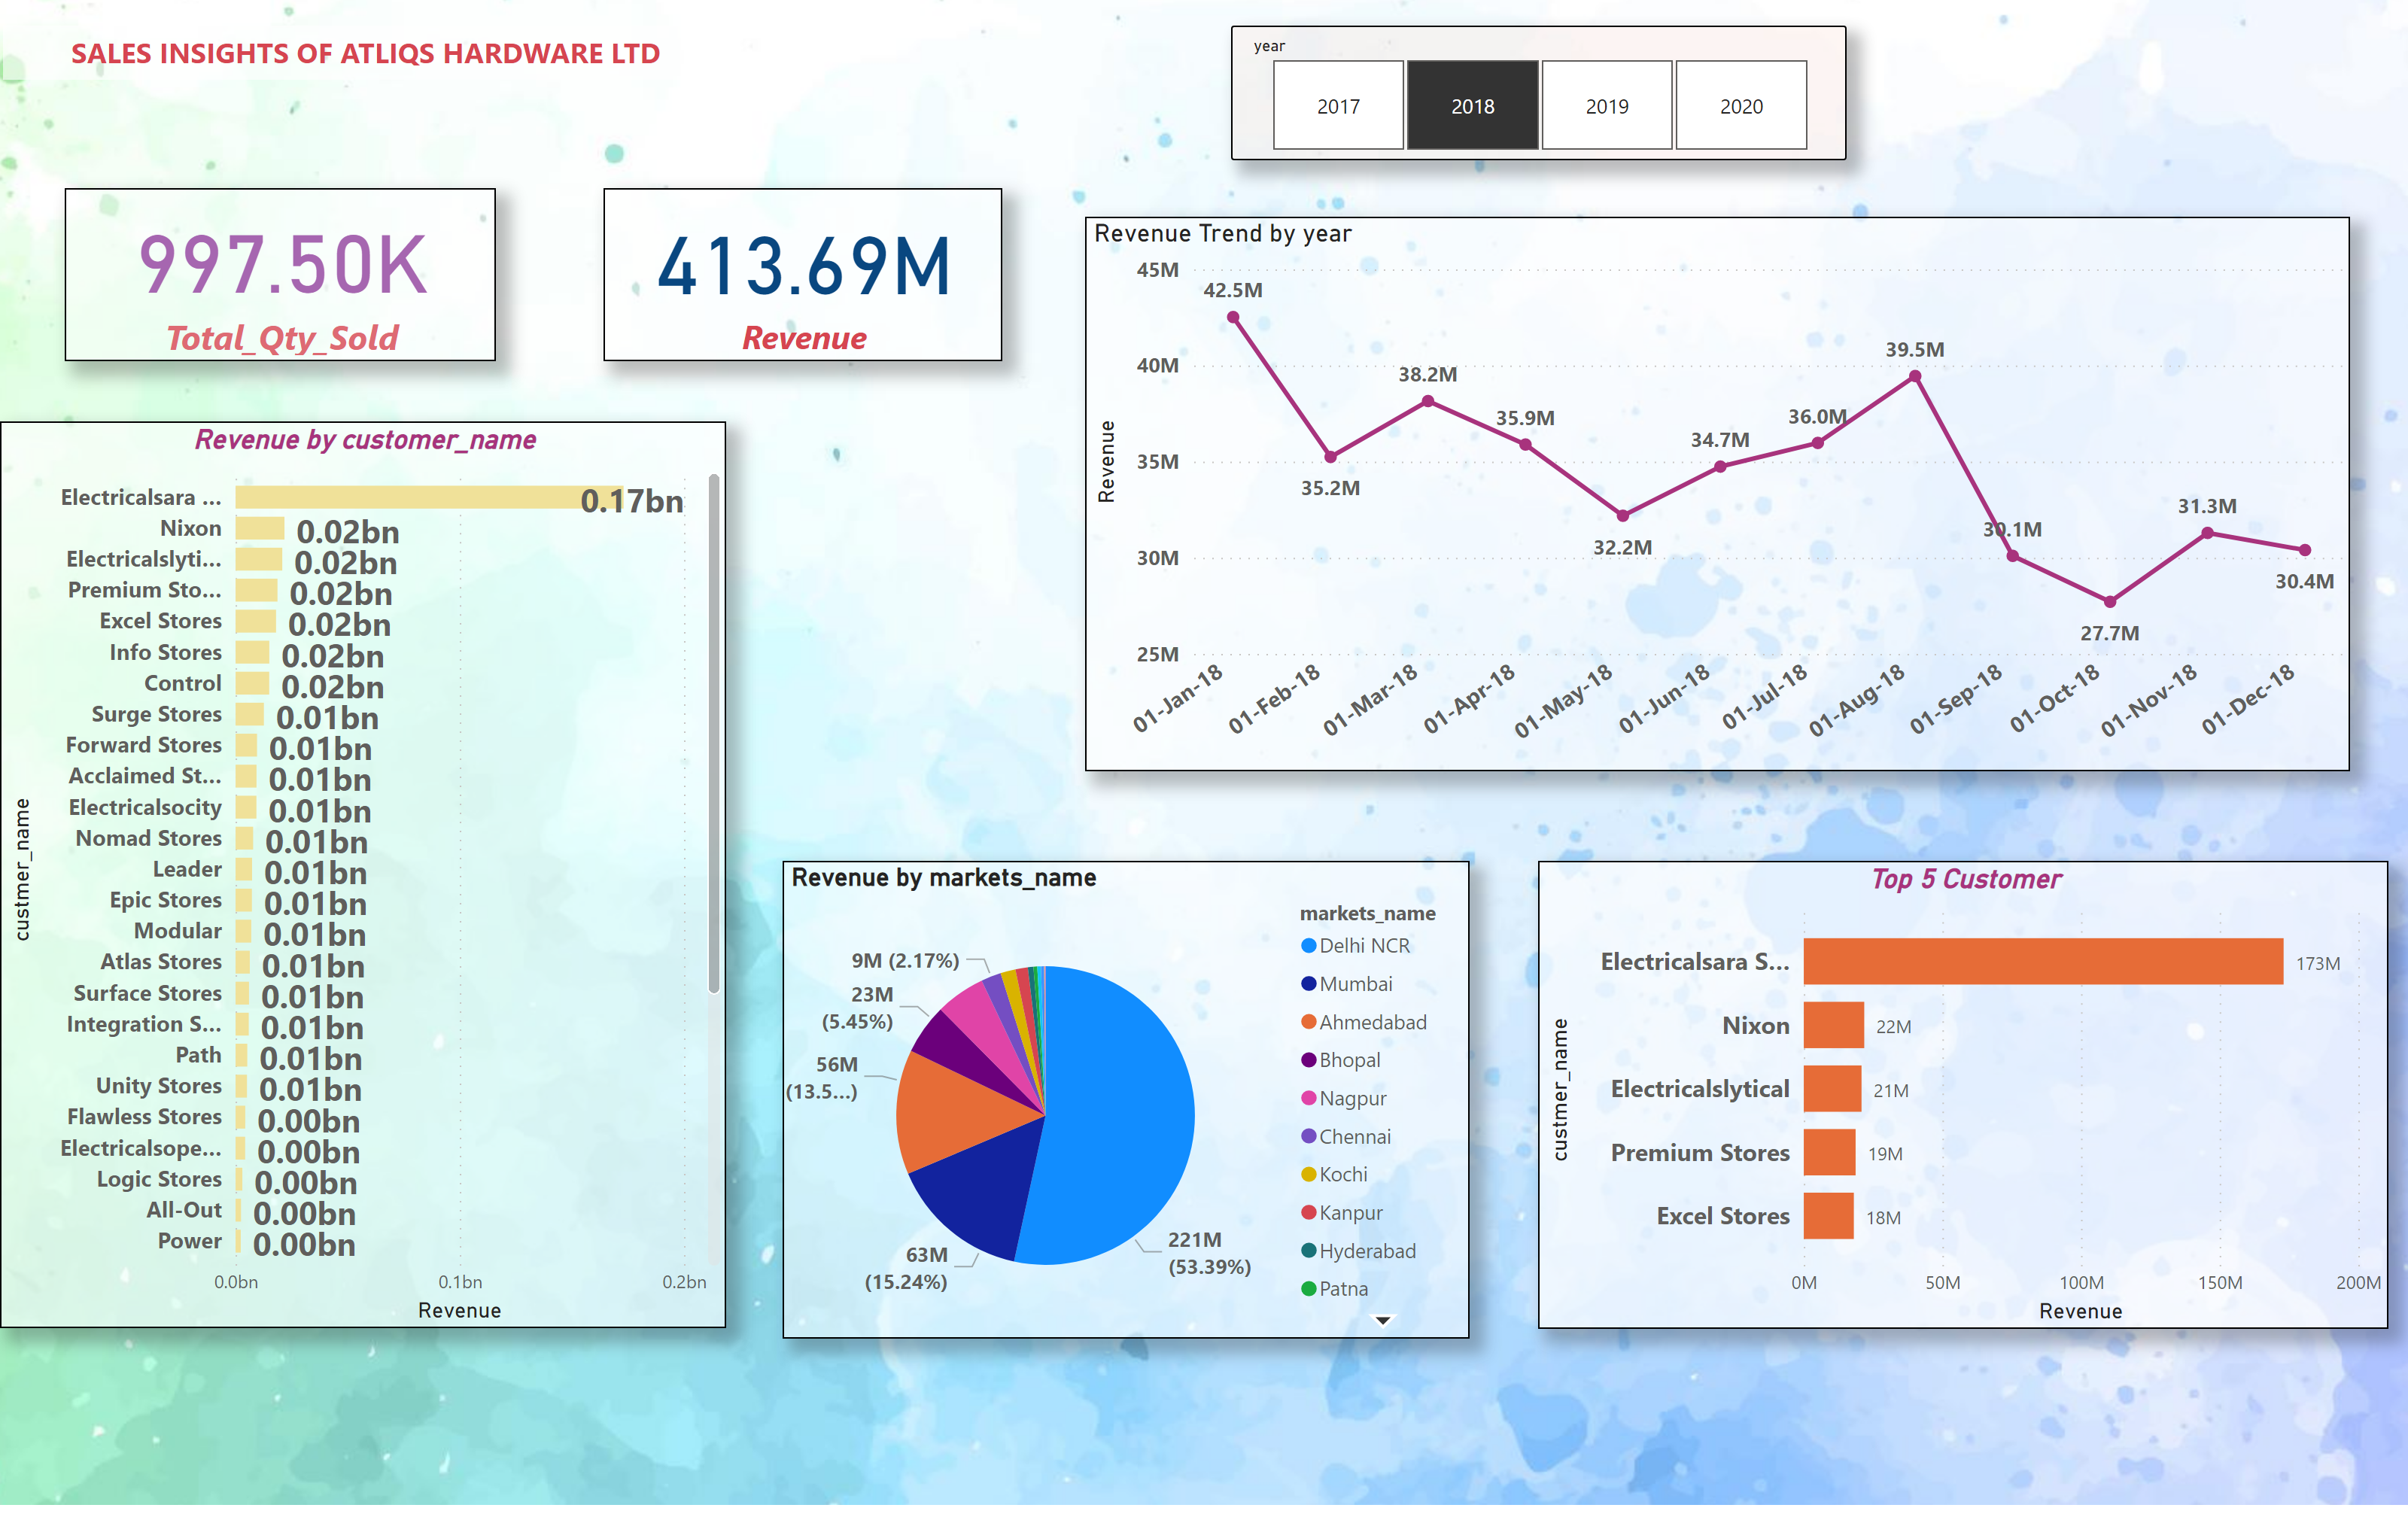 SALES INSIGHTS OF ATLIQS HARDWARE LTD
year
2017
2018
2019
2020
997.50K
Total_Qty_Sold
413.69M
Revenue
Revenue Trend by year
Revenue
45M
40M
35M
30M
25M
42.5M
35.2M
38.2M
35.9M
32.2M
34.7M
36.0M
39.5M
30.1M
27.7M
31.3M
30.4M
01-Jan-18
01-Feb-18
01-Mar-18
01-Apr-18
01-May-18
01-Jun-18
01-Jul-18
01-Aug-18
01-Sep-18
01-Oct-18
01-Nov-18
01-Dec-18
Revenue by customer_name
custmer_name
Electricalsara ... 0.17bn
Nixon 0.02bn
Electricalslyti... 0.02bn
Premium Sto... 0.02bn
Excel Stores 0.02bn
Info Stores 0.02bn
Control 0.02bn
Surge Stores 0.01bn
Forward Stores 0.01bn
Acclaimed St... 0.01bn
Electricalsocity 0.01bn
Nomad Stores 0.01bn
Leader 0.01bn
Epic Stores 0.01bn
Modular 0.01bn
Atlas Stores 0.01bn
Surface Stores 0.01bn
Integration S... 0.01bn
Path 0.01bn
Unity Stores 0.01bn
Flawless Stores 0.00bn
Electricalsope... 0.00bn
Logic Stores 0.00bn
All-Out 0.00bn
Power 0.00bn
0.0bn 0.1bn 0.2bn
Revenue
Revenue by markets_name
9M (2.17%)
23M
(5.45%)
56M
(13.5...)
63M
(15.24%)
221M
(53.39%)
markets_name
Delhi NCR
Mumbai
Ahmedabad
Bhopal
Nagpur
Chennai
Kochi
Kanpur
Hyderabad
Patna
Top 5 Customer
custmer_name
Electricalsara S... 173M
Nixon 22M
Electricalslytical 21M
Premium Stores 19M
Excel Stores 18M
0M 50M 100M 150M 200M
Revenue